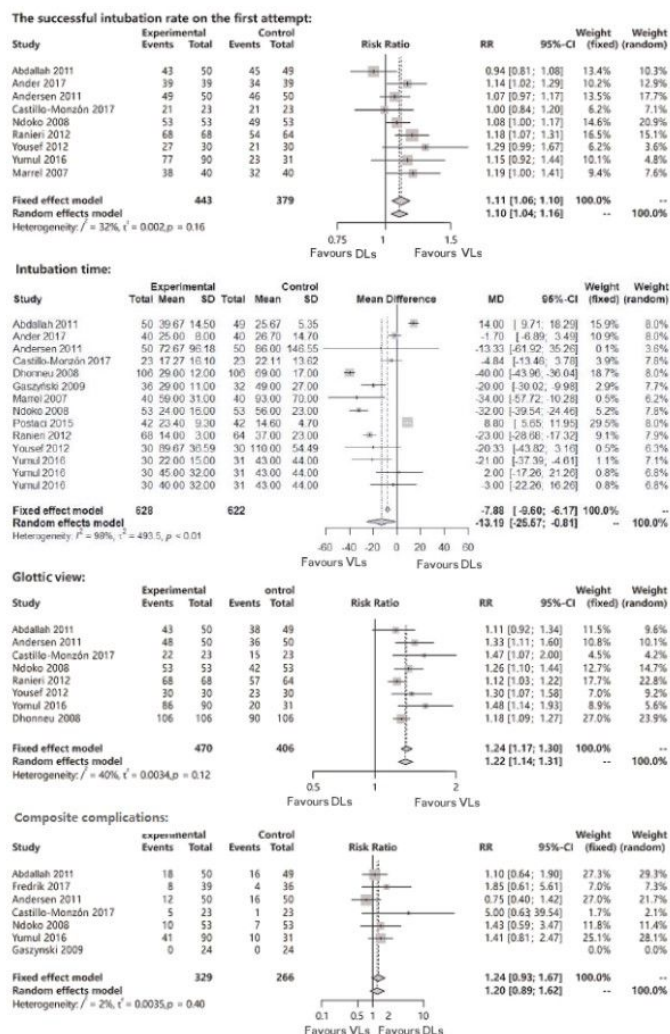 The successful intubation rate on the first attempt:
Experimental Control Weight Weight
Study Events Total Events Total Risk Ratio RR 95%-CI (fixed) (random)
Abdallah 2011 43 50 45 49 0.94 [0.81; 1.08] 13.4% 10.3%
Ander 2017 39 39 34 39 1.14 [1.02; 1.29] 10.2% 12.9%
Andersen 2011 49 50 46 50 1.07 [0.97; 1.17] 13.5% 17.7%
Castillo-Monzón 2017 21 23 21 23 1.00 [0.84; 1.20] 6.2% 7.1%
Ndoko 2008 53 53 49 53 1.08 [1.00; 1.17] 14.6% 20.9%
Ranieri 2012 68 68 54 64 1.18 [1.07; 1.31] 16.5% 15.1%
Yousef 2012 27 30 21 30 1.29 [0.99; 1.67] 6.2% 3.7%
Yumul 2016 77 90 23 31 1.15 [0.92; 1.44] 10.1% 4.8%
Marrel 2007 38 40 32 40 1.19 [1.00; 1.41] 9.4% 7.4%
Fixed effect model 443 379 1.11 [1.06; 1.10] 100.0% --
Random effects model 1.10 [1.04; 1.16] -- 100.0%
Heterogeneity: I² = 32%, τ² = 0.002, p = 0.16
0.75 1 1.5
Favours DLs Favours VLs
Intubation time:
Experimental Control Weight Weight
Study Total Mean SD Total Mean SD Mean Difference MD 95%-CI (fixed) (random)
Abdallah 2011 50 39.67 14.50 49 25.67 5.35 14.00 [ 9.71; 18.29] 15.9% 8.3%
Ander 2017 40 25.00 8.00 40 26.70 14.70 -1.70 [ -6.89; 3.49] 10.9% 8.2%
Andersen 2011 50 72.67 96.18 50 86.00 146.55 -13.33 [-61.92; 35.26] 0.1% 3.6%
Castillo-Monzón 2017 23 17.27 16.10 23 22.11 13.62 -4.84 [-13.46; 3.78] 3.9% 7.9%
Dhonneu 2008 106 29.00 12.00 106 69.00 17.00 -40.00 [-43.96; -36.04] 18.7% 8.3%
Gaszyński 2009 36 29.00 11.00 32 49.00 27.00 -20.00 [-30.02; -9.98] 2.9% 7.8%
Marrel 2007 40 59.00 31.00 40 93.00 70.00 -34.00 [-57.72; -10.28] 0.5% 6.2%
Ndoko 2008 53 24.00 16.00 53 56.00 23.00 -32.00 [-39.54; -24.46] 5.2% 8.0%
Postaci 2015 42 23.40 9.30 42 14.60 4.70 8.80 [ 5.65; 11.95] 29.5% 8.3%
Ranieri 2012 68 14.00 3.00 64 37.00 23.00 -23.00 [-28.68; -17.32] 9.1% 8.2%
Yousef 2012 30 89.67 36.59 30 110.00 54.49 -20.33 [-43.82; 3.16] 0.5% 6.2%
Yumul 2016 30 22.00 15.00 31 43.00 44.00 -21.00 [-37.39; -4.61] 1.1% 7.1%
Yumul 2016 30 45.00 32.00 31 43.00 44.00 2.00 [-17.26; 21.26] 0.8% 6.8%
Yumul 2016 30 40.00 32.00 31 43.00 44.00 -3.00 [-22.26; 16.26] 0.8% 6.8%
Fixed effect model 628 622 -7.88 [ -9.60; -6.17] 100.0% --
Random effects model -13.19 [-25.57; -0.81] -- 100.0%
Heterogeneity: I² = 98%, τ² = 493.5, p < 0.01
-60 -40 -20 0 20 40 60
Favours VLs Favours DLs
Glottic view:
Experimental ontrol Weight Weight
Study Events Total Events Total Risk Ratio RR 95%-CI (fixed) (random)
Abdallah 2011 43 50 38 49 1.11 [0.92; 1.34] 11.5% 9.6%
Andersen 2011 48 50 36 50 1.33 [1.11; 1.60] 10.8% 10.1%
Castillo-Monzón 2017 22 23 15 23 1.47 [1.07; 2.00] 4.5% 4.2%
Ndoko 2008 53 53 42 53 1.26 [1.10; 1.44] 12.7% 14.7%
Ranieri 2012 68 68 57 64 1.12 [1.03; 1.22] 17.7% 22.8%
Yousef 2012 30 30 23 30 1.30 [1.07; 1.58] 7.0% 9.2%
Yomul 2016 86 90 20 31 1.48 [1.14; 1.93] 8.9% 5.6%
Dhonneu 2008 106 106 90 106 1.18 [1.09; 1.27] 27.0% 23.9%
Fixed effect model 470 406 1.24 [1.17; 1.30] 100.0% --
Random effects model 1.22 [1.14; 1.31] -- 100.0%
Heterogeneity: I² = 40%, τ² = 0.0034, p = 0.12
0.5 1 2
Favours DLs Favours VLs
Composite complications:
Experimental Control Weight Weight
Study Events Total Events Total Risk Ratio RR 95%-CI (fixed) (random)
Abdallah 2011 18 50 16 49 1.10 [0.64; 1.90] 27.3% 29.3%
Fredrik 2017 8 39 4 36 1.85 [0.61; 5.61] 7.0% 7.3%
Andersen 2011 12 50 16 50 0.75 [0.40; 1.42] 27.0% 21.7%
Castillo-Monzón 2017 5 23 1 23 5.00 [0.63 39.54] 1.7% 2.1%
Ndoko 2008 10 53 7 53 1.43 [0.59; 3.47] 11.8% 11.4%
Yumul 2016 41 90 10 31 1.41 [0.81; 2.47] 25.1% 28.1%
Gaszynski 2009 0 24 0 24 0.0% 0.0%
Fixed effect model 329 266 1.24 [0.93; 1.67] 100.0% --
Random effects model 1.20 [0.89; 1.62] -- 100.0%
Heterogeneity: I² = 2%, τ² = 0.0035, p = 0.40
0.1 0.5 1 2 10
Favours VLs Favours DLs